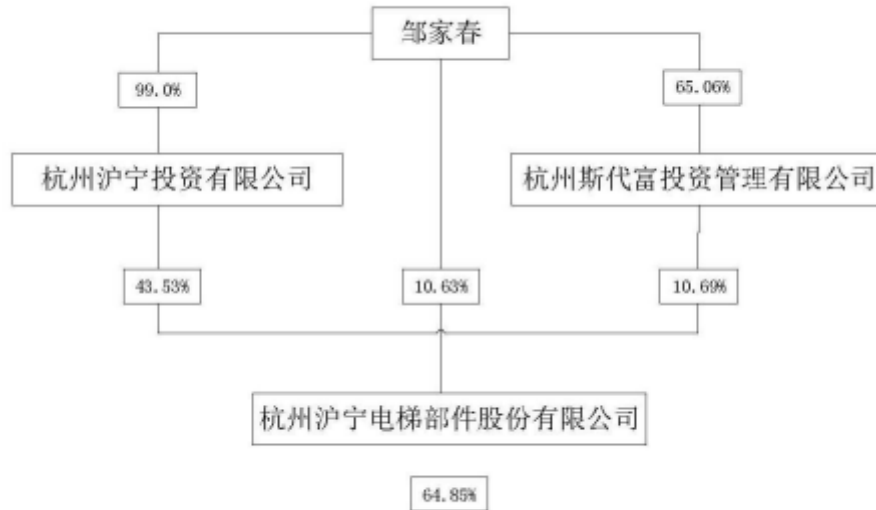 邹家春
99.0%
65.06%
杭州沪宁投资有限公司
杭州斯代富投资管理有限公司
43.53%
10.63%
10.69%
杭州沪宁电梯部件股份有限公司
64.85%